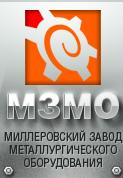 МЗМО
МИЛЛЕРОВСКИЙ ЗАВОД
МЕТАЛЛУРГИЧЕСКОГО
ОБОРУДОВАНИЯ